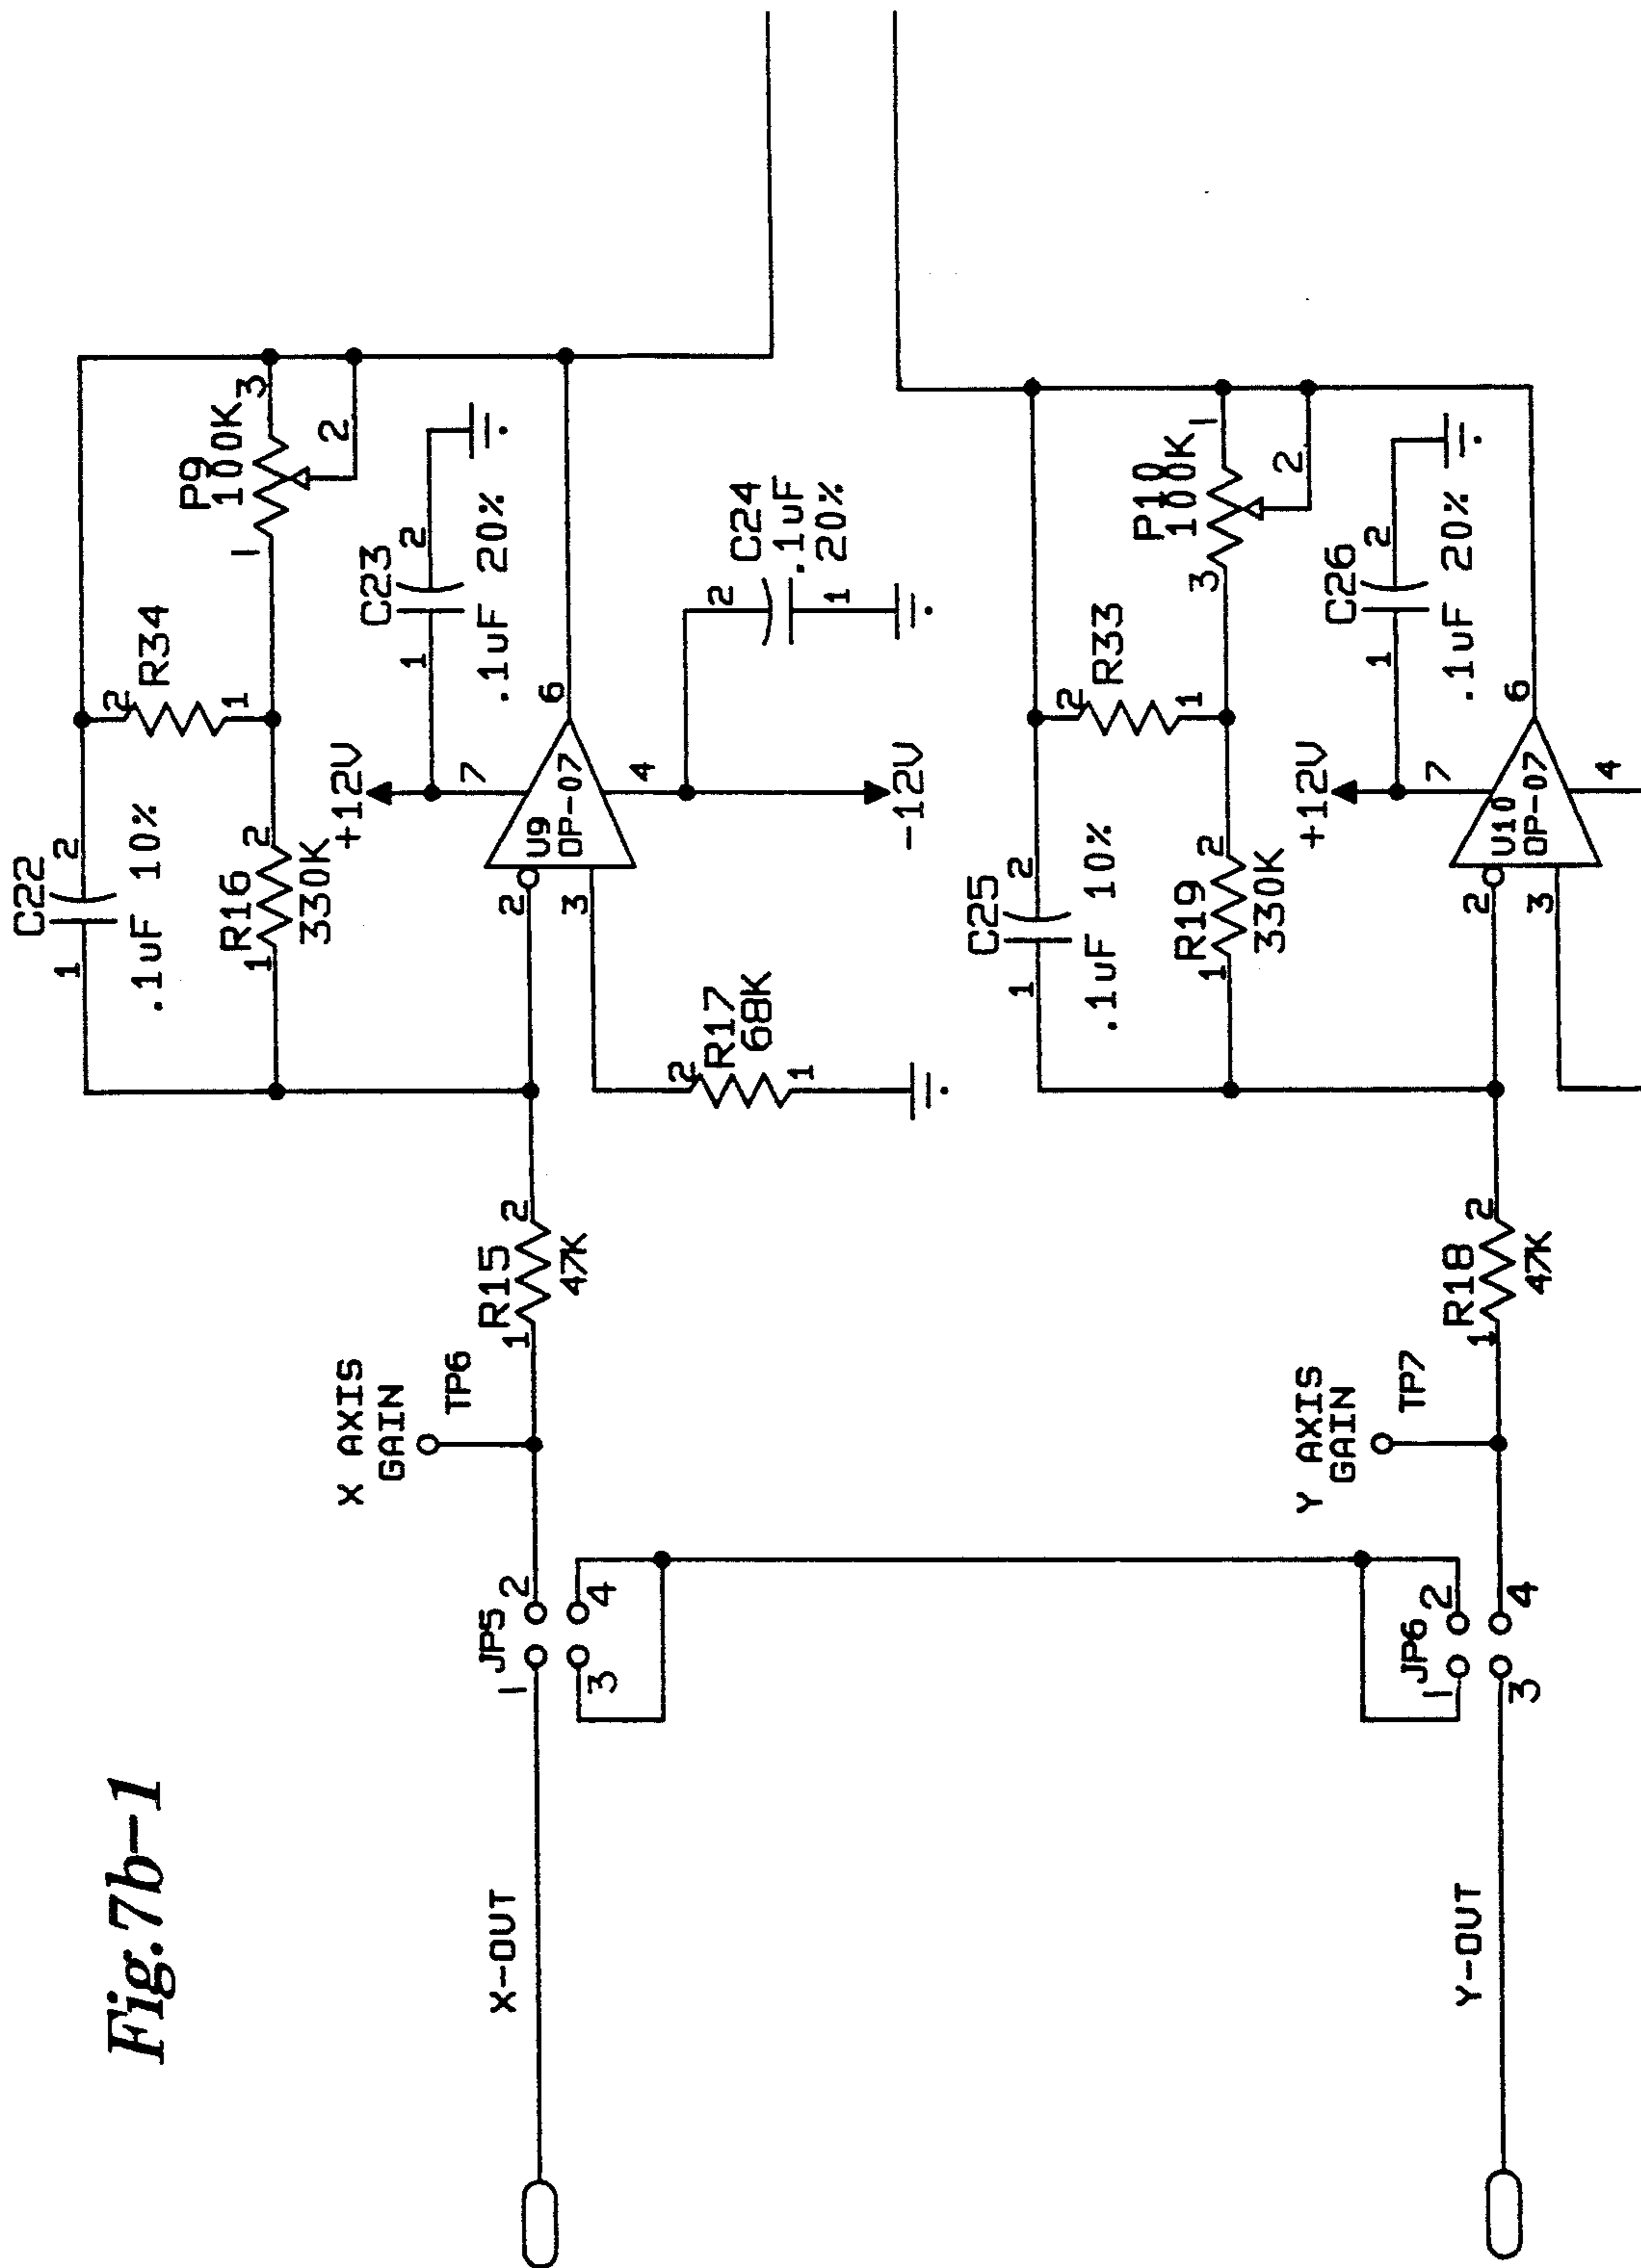 Fig.7b-1
X-OUT
JP5
1
2
3
4
X AXIS
GAIN
TP6
R15
1
2
47K
C22
1
2
.1uF 10%
R16
1
2
330K
R34
2
1
P9
100K
1
3
2
+12V
7
C23
1
2
.1uF 20%
U9
OP-07
2
3
6
4
R17
68K
2
1
-12V
C24
.1uF
20%
2
1
Y-OUT
JP6
1
2
3
4
Y AXIS
GAIN
TP7
R18
1
2
47K
C25
1
2
.1uF 10%
R19
1
2
330K
R33
2
1
P10
100K
3
1
2
+12V
7
C26
1
2
.1uF 20%
U10
OP-07
2
3
6
4